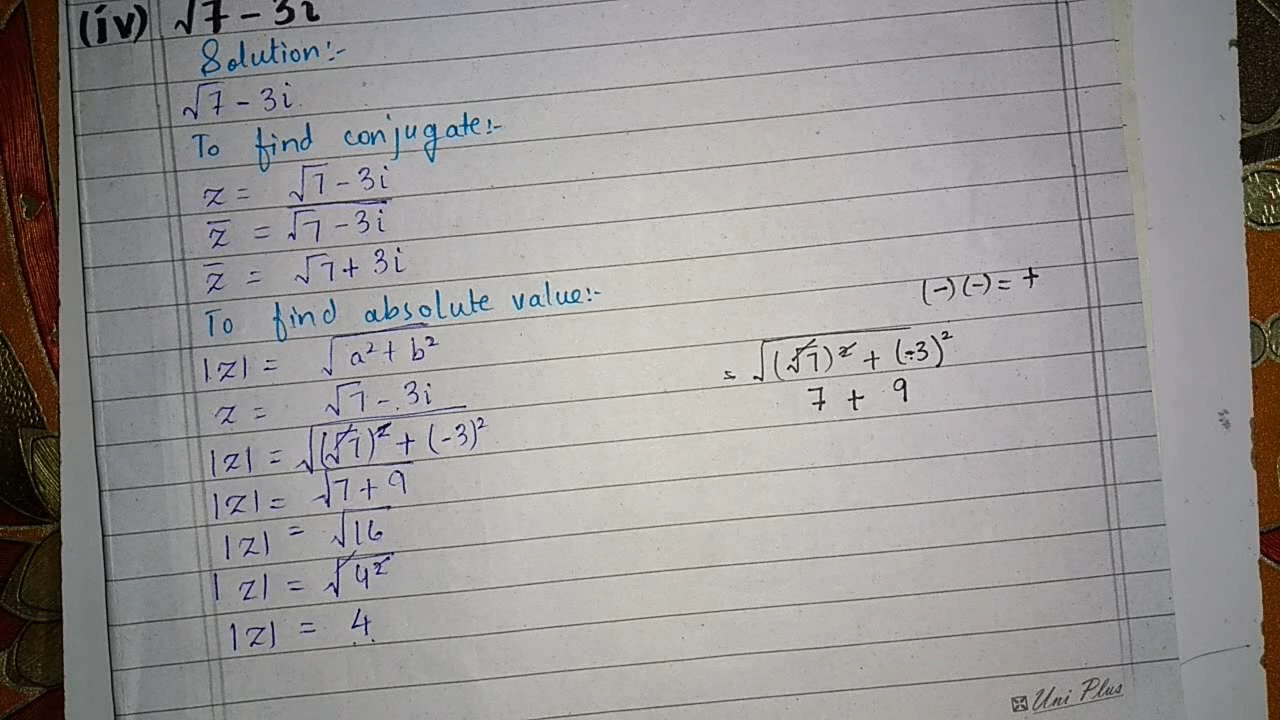 (iv) √7 - 3i
Solution:-
√7 - 3i
To find conjugate:-
z = √7 - 3i
z̅ = \overline{√7 - 3i}
z̅ = √7 + 3i
To find absolute value:-
|z| = √(a² + b²)
z = √7 - 3i
|z| = √((√7)² + (-3)²)
|z| = √(7 + 9)
|z| = √16
|z| = √(4²)
|z| = 4
(-)(-) = +
= √((√7)² + (-3)²)
7 + 9
Uni Plus